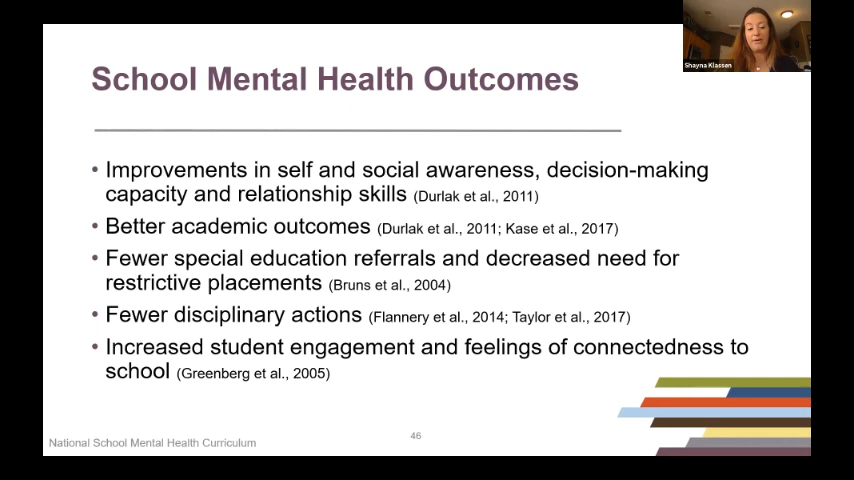 Shayna Klassen
School Mental Health Outcomes
• Improvements in self and social awareness, decision-making
capacity and relationship skills (Durlak et al., 2011)
• Better academic outcomes (Durlak et al., 2011; Kase et al., 2017)
• Fewer special education referrals and decreased need for
restrictive placements (Bruns et al., 2004)
• Fewer disciplinary actions (Flannery et al., 2014; Taylor et al., 2017)
• Increased student engagement and feelings of connectedness to
school (Greenberg et al., 2005)
National School Mental Health Curriculum
46